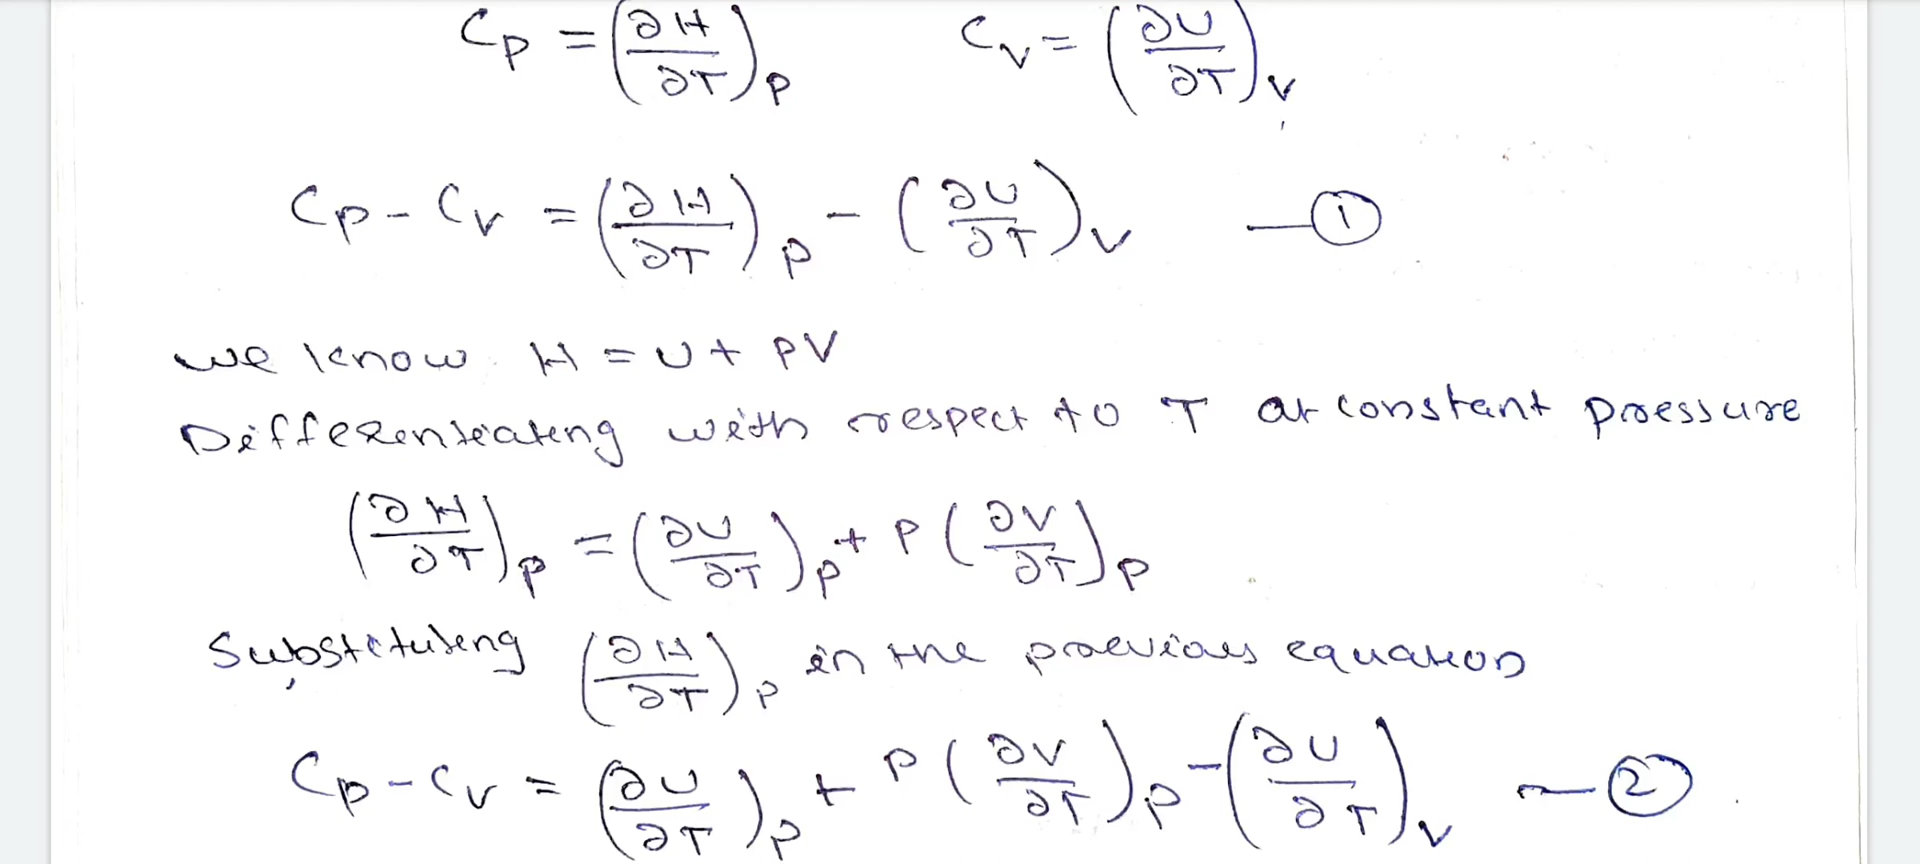 Cp = (∂H/∂T)p    Cv = (∂U/∂T)v
Cp - Cv = (∂H/∂T)p - (∂U/∂T)v — ①
we know H = U + PV
Differentiating with respect to T at constant pressure
(∂H/∂T)p = (∂U/∂T)p + P(∂V/∂T)p
Substituting (∂H/∂T)p in the previous equation
Cp - Cv = (∂U/∂T)p + P(∂V/∂T)p - (∂U/∂T)v — ②